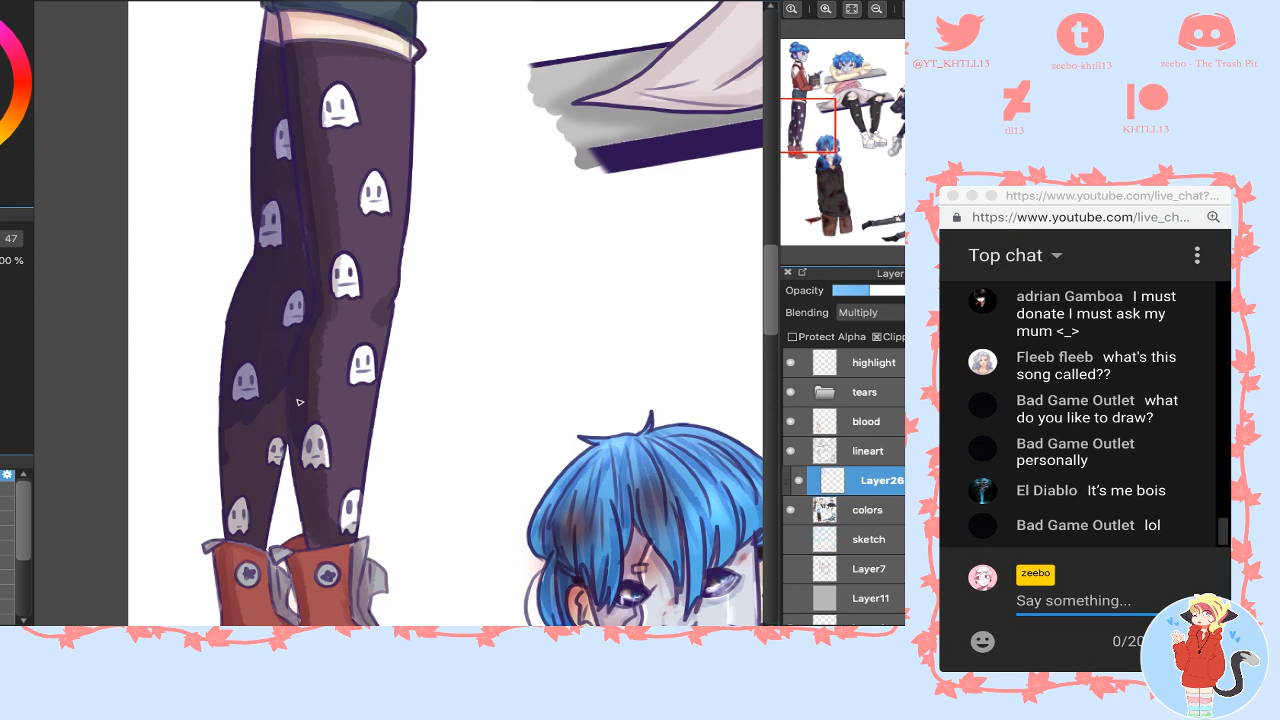 47
00 %
Layer
Opacity
Blending Multiply
Protect Alpha Clipp
highlight
tears
blood
lineart
Layer26
colors
sketch
Layer7
Layer11
@YT_KHTLL13
zeebo-khtll13
zeebo - The Trash Pit
tll13
KHTLL13
https://www.youtube.com/live_chat?...
https://www.youtube.com/live_ch...
Top chat
adrian Gamboa I must
donate I must ask my
mum <_>
Fleeb fleeb what's this
song called??
Bad Game Outlet what
do you like to draw?
Bad Game Outlet
personally
El Diablo It's me bois
Bad Game Outlet lol
zeebo
Say something...
0/20